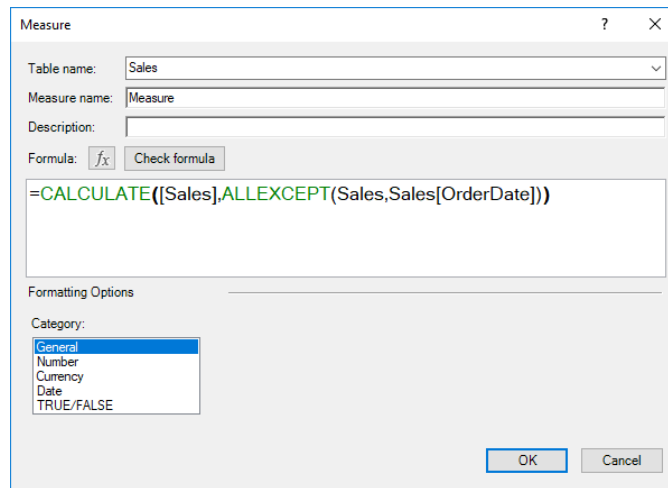 Measure ? ×
Table name: Sales
Measure name: Measure
Description:
Formula: fx Check formula
=CALCULATE([Sales],ALLEXCEPT(Sales,Sales[OrderDate]))
Formatting Options
Category:
General
Number
Currency
Date
TRUE/FALSE
OK Cancel